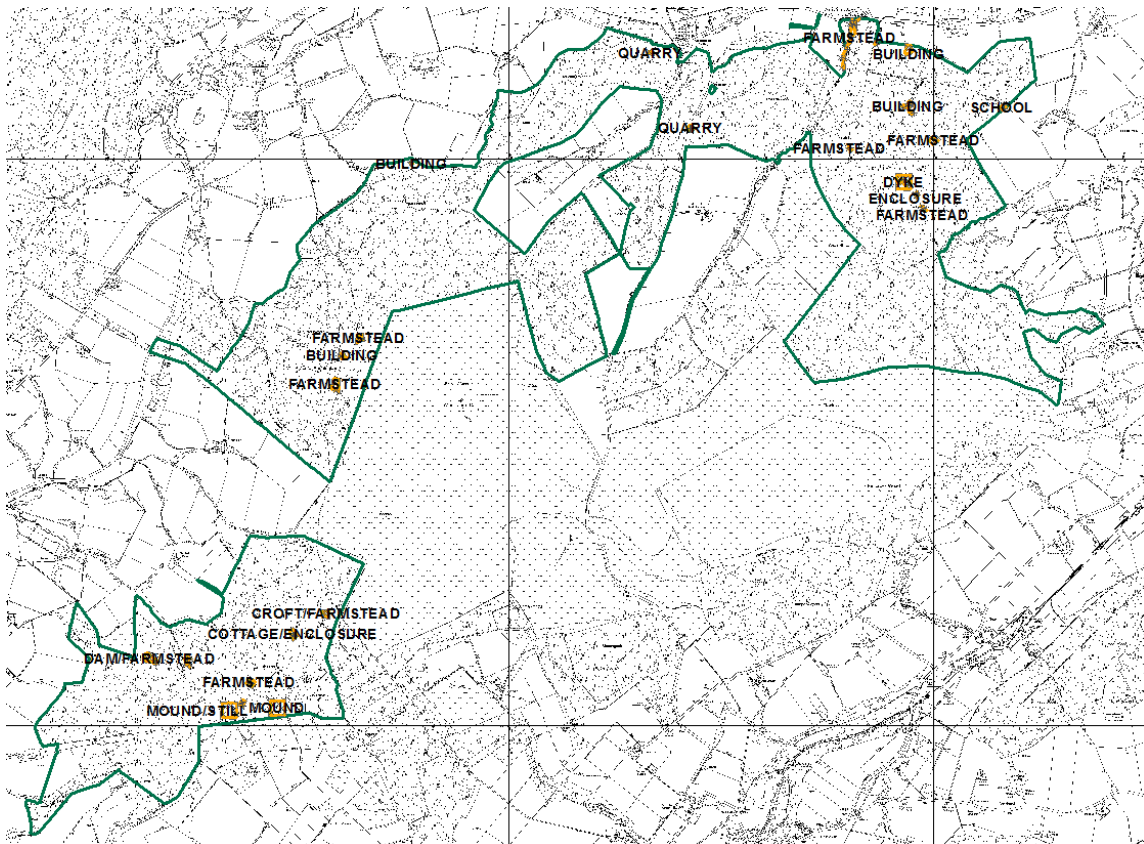 FARMSTEAD
QUARRY
BUILDING
BUILDING
SCHOOL
QUARRY
FARMSTEAD
FARMSTEAD
BUILDING
DYKE
ENCLOSURE
FARMSTEAD
FARMSTEAD
BUILDING
FARMSTEAD
CROFT/FARMSTEAD
COTTAGE/ENCLOSURE
DAM/FARMSTEAD
FARMSTEAD
MOUND/STILL
MOUND